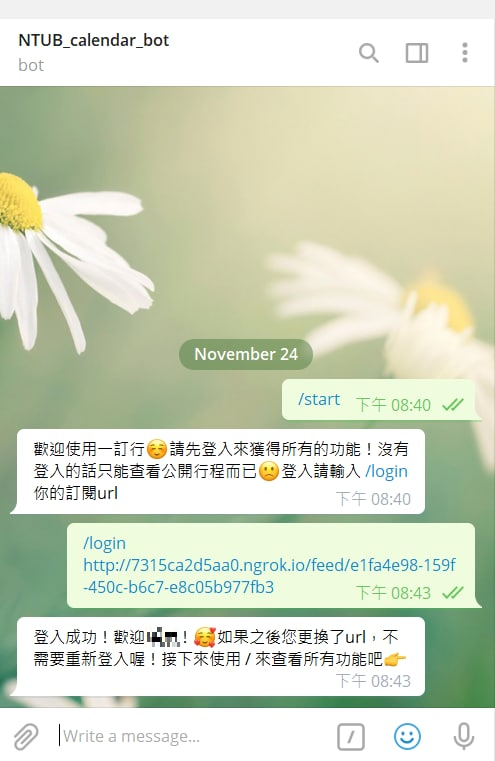 NTUB_calendar_bot
bot
November 24
/start 下午 08:40
歡迎使用一訂行😊請先登入來獲得所有的功能！沒有
登入的話只能查看公開行程而已🙁登入請輸入 /login
你的訂閱url
下午 08:40
/login
http://7315ca2d5aa0.ngrok.io/feed/e1fa4e98-159f
-450c-b6c7-e8c05b977fb3
下午 08:43
登入成功！歡迎！🥰如果之後您更換了url，不
需要重新登入喔！接下來使用 / 來查看所有功能吧👉
下午 08:43
Write a message...